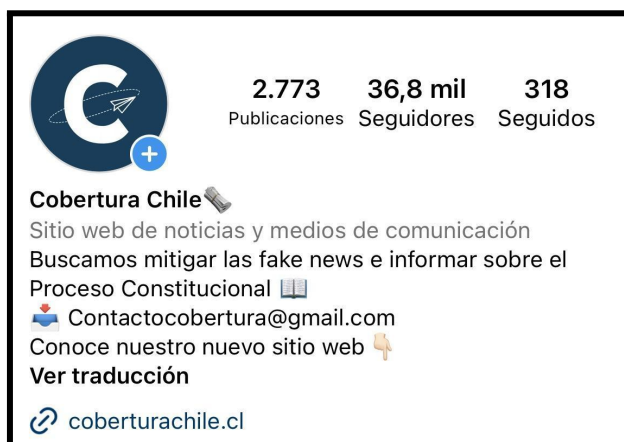 C
2.773 36,8 mil 318
Publicaciones Seguidores Seguidos
Cobertura Chile🗞️
Sitio web de noticias y medios de comunicación
Buscamos mitigar las fake news e informar sobre el
Proceso Constitucional 📖
📥 Contactocobertura@gmail.com
Conoce nuestro nuevo sitio web 👇🏻
Ver traducción
coberturachile.cl